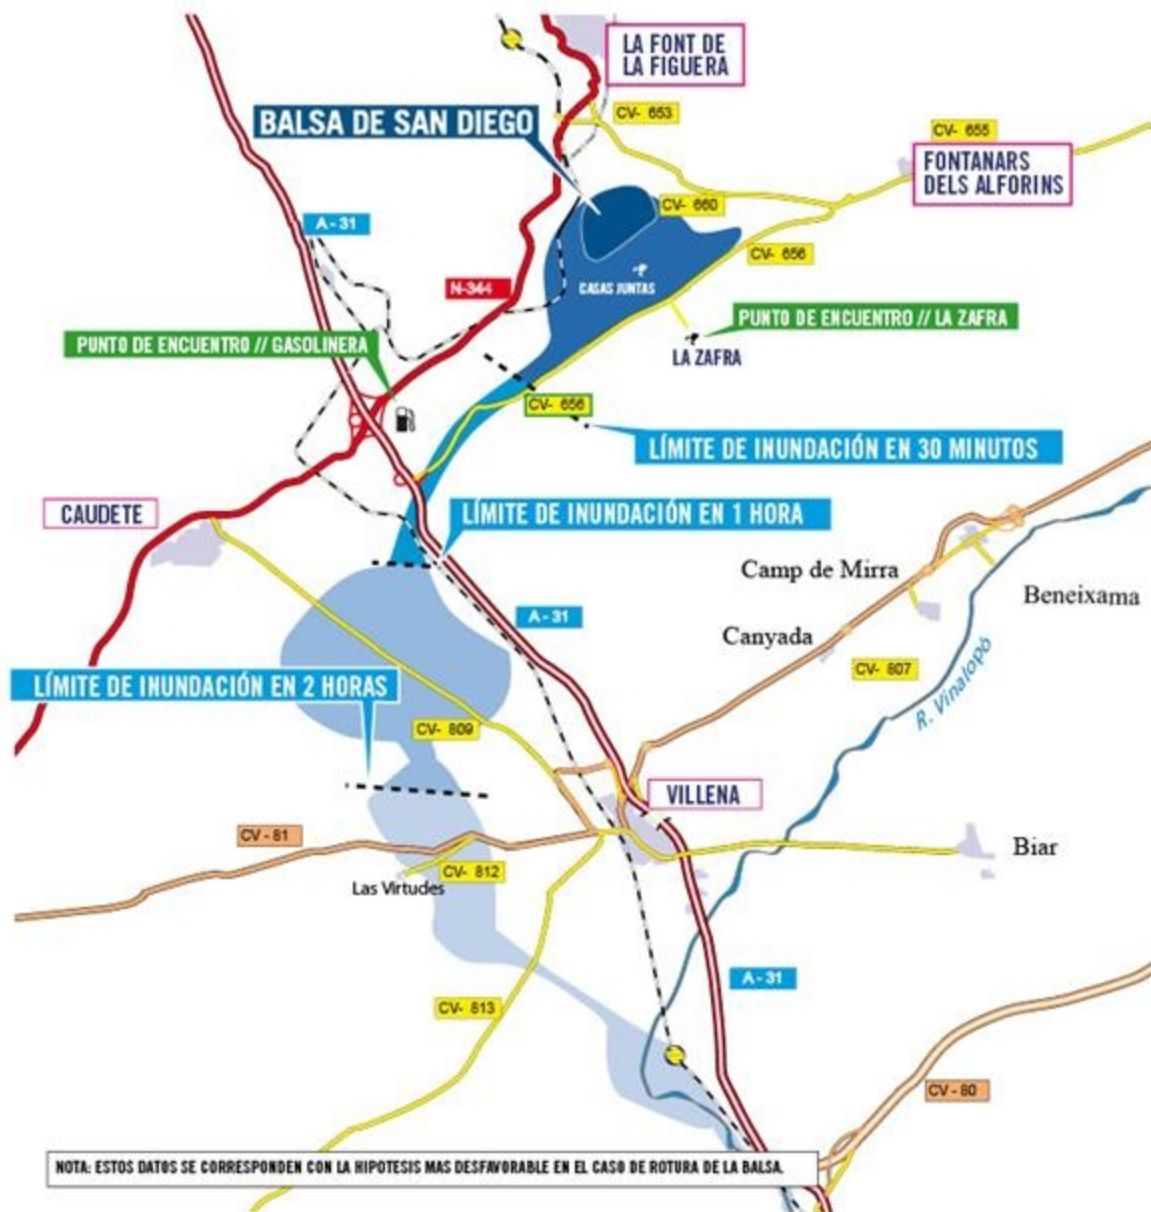 LA FONT DE
LA FIGUERA
BALSA DE SAN DIEGO
CV- 653
CV- 655
FONTANARS
DELS ALFORINS
CV- 660
A - 31
CV- 656
N-344
CASAS JUNTAS
PUNTO DE ENCUENTRO // LA ZAFRA
PUNTO DE ENCUENTRO // GASOLINERA
LA ZAFRA
CV- 656
LÍMITE DE INUNDACIÓN EN 30 MINUTOS
CAUDETE
LÍMITE DE INUNDACIÓN EN 1 HORA
Camp de Mirra
Beneixama
A - 31
Canyada
CV- 807
R. Vinalopó
LÍMITE DE INUNDACIÓN EN 2 HORAS
CV- 809
VILLENA
CV - 81
Biar
CV- 812
Las Virtudes
A - 31
CV- 813
CV - 80
NOTA: ESTOS DATOS SE CORRESPONDEN CON LA HIPOTESIS MAS DESFAVORABLE EN EL CASO DE ROTURA DE LA BALSA.